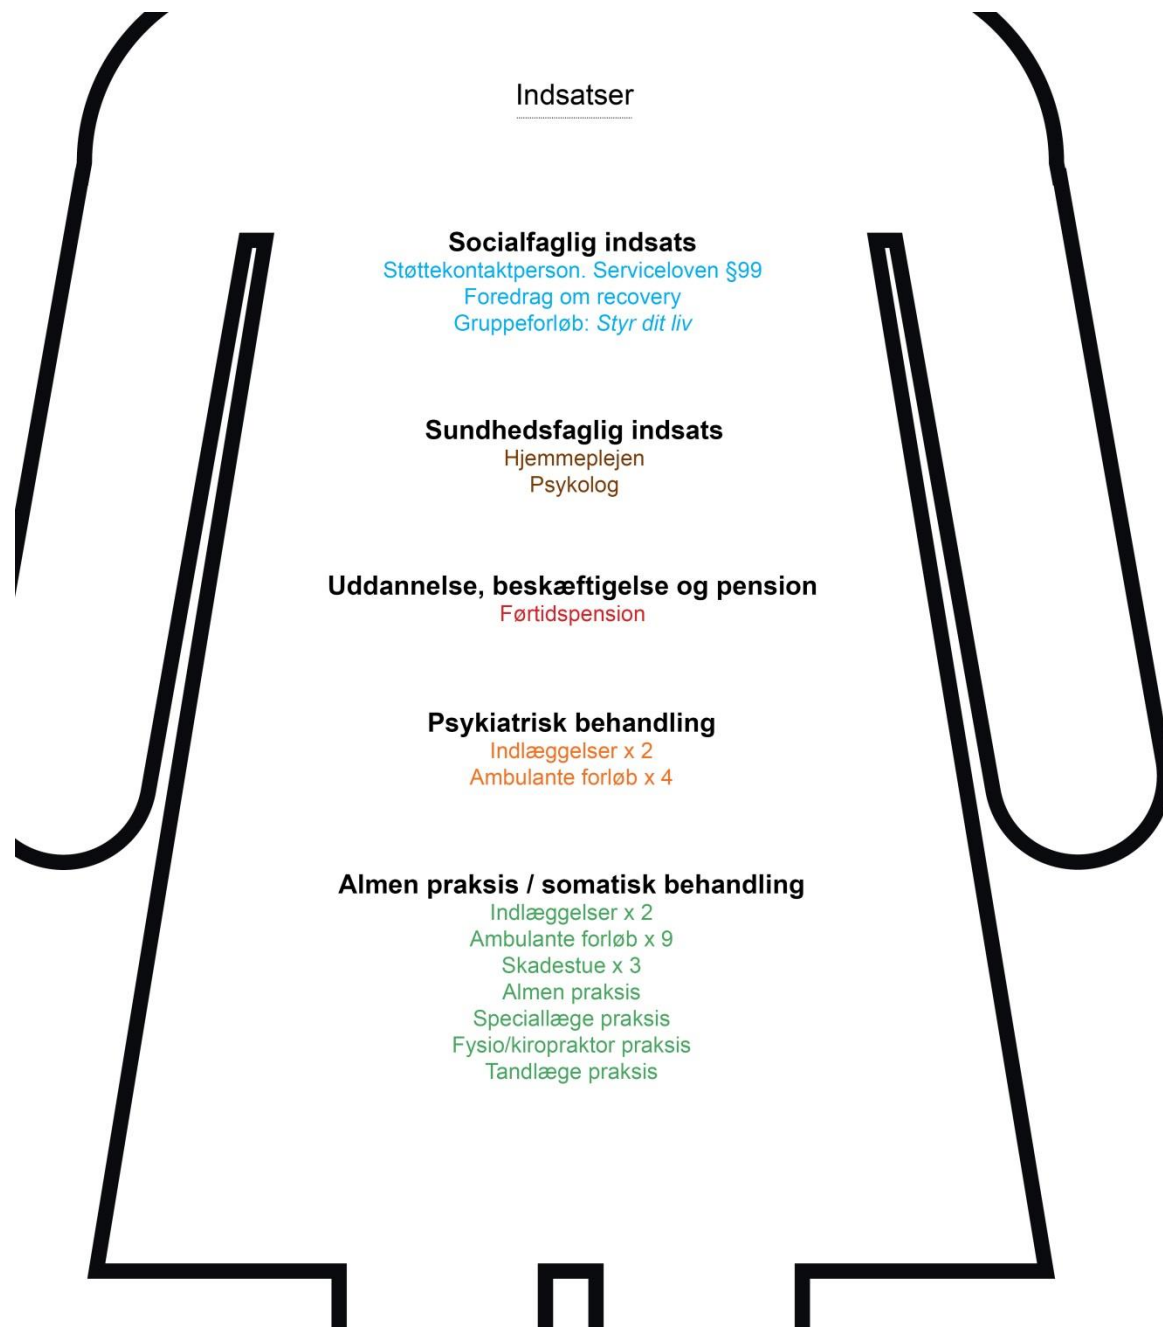 Indsatser
Socialfaglig indsats
Støttekontaktperson. Serviceloven §99
Foredrag om recovery
Gruppeforløb: Styr dit liv
Sundhedsfaglig indsats
Hjemmeplejen
Psykolog
Uddannelse, beskæftigelse og pension
Førtidspension
Psykiatrisk behandling
Indlæggelser x 2
Ambulante forløb x 4
Almen praksis / somatisk behandling
Indlæggelser x 2
Ambulante forløb x 9
Skadestue x 3
Almen praksis
Speciallæge praksis
Fysio/kiropraktor praksis
Tandlæge praksis